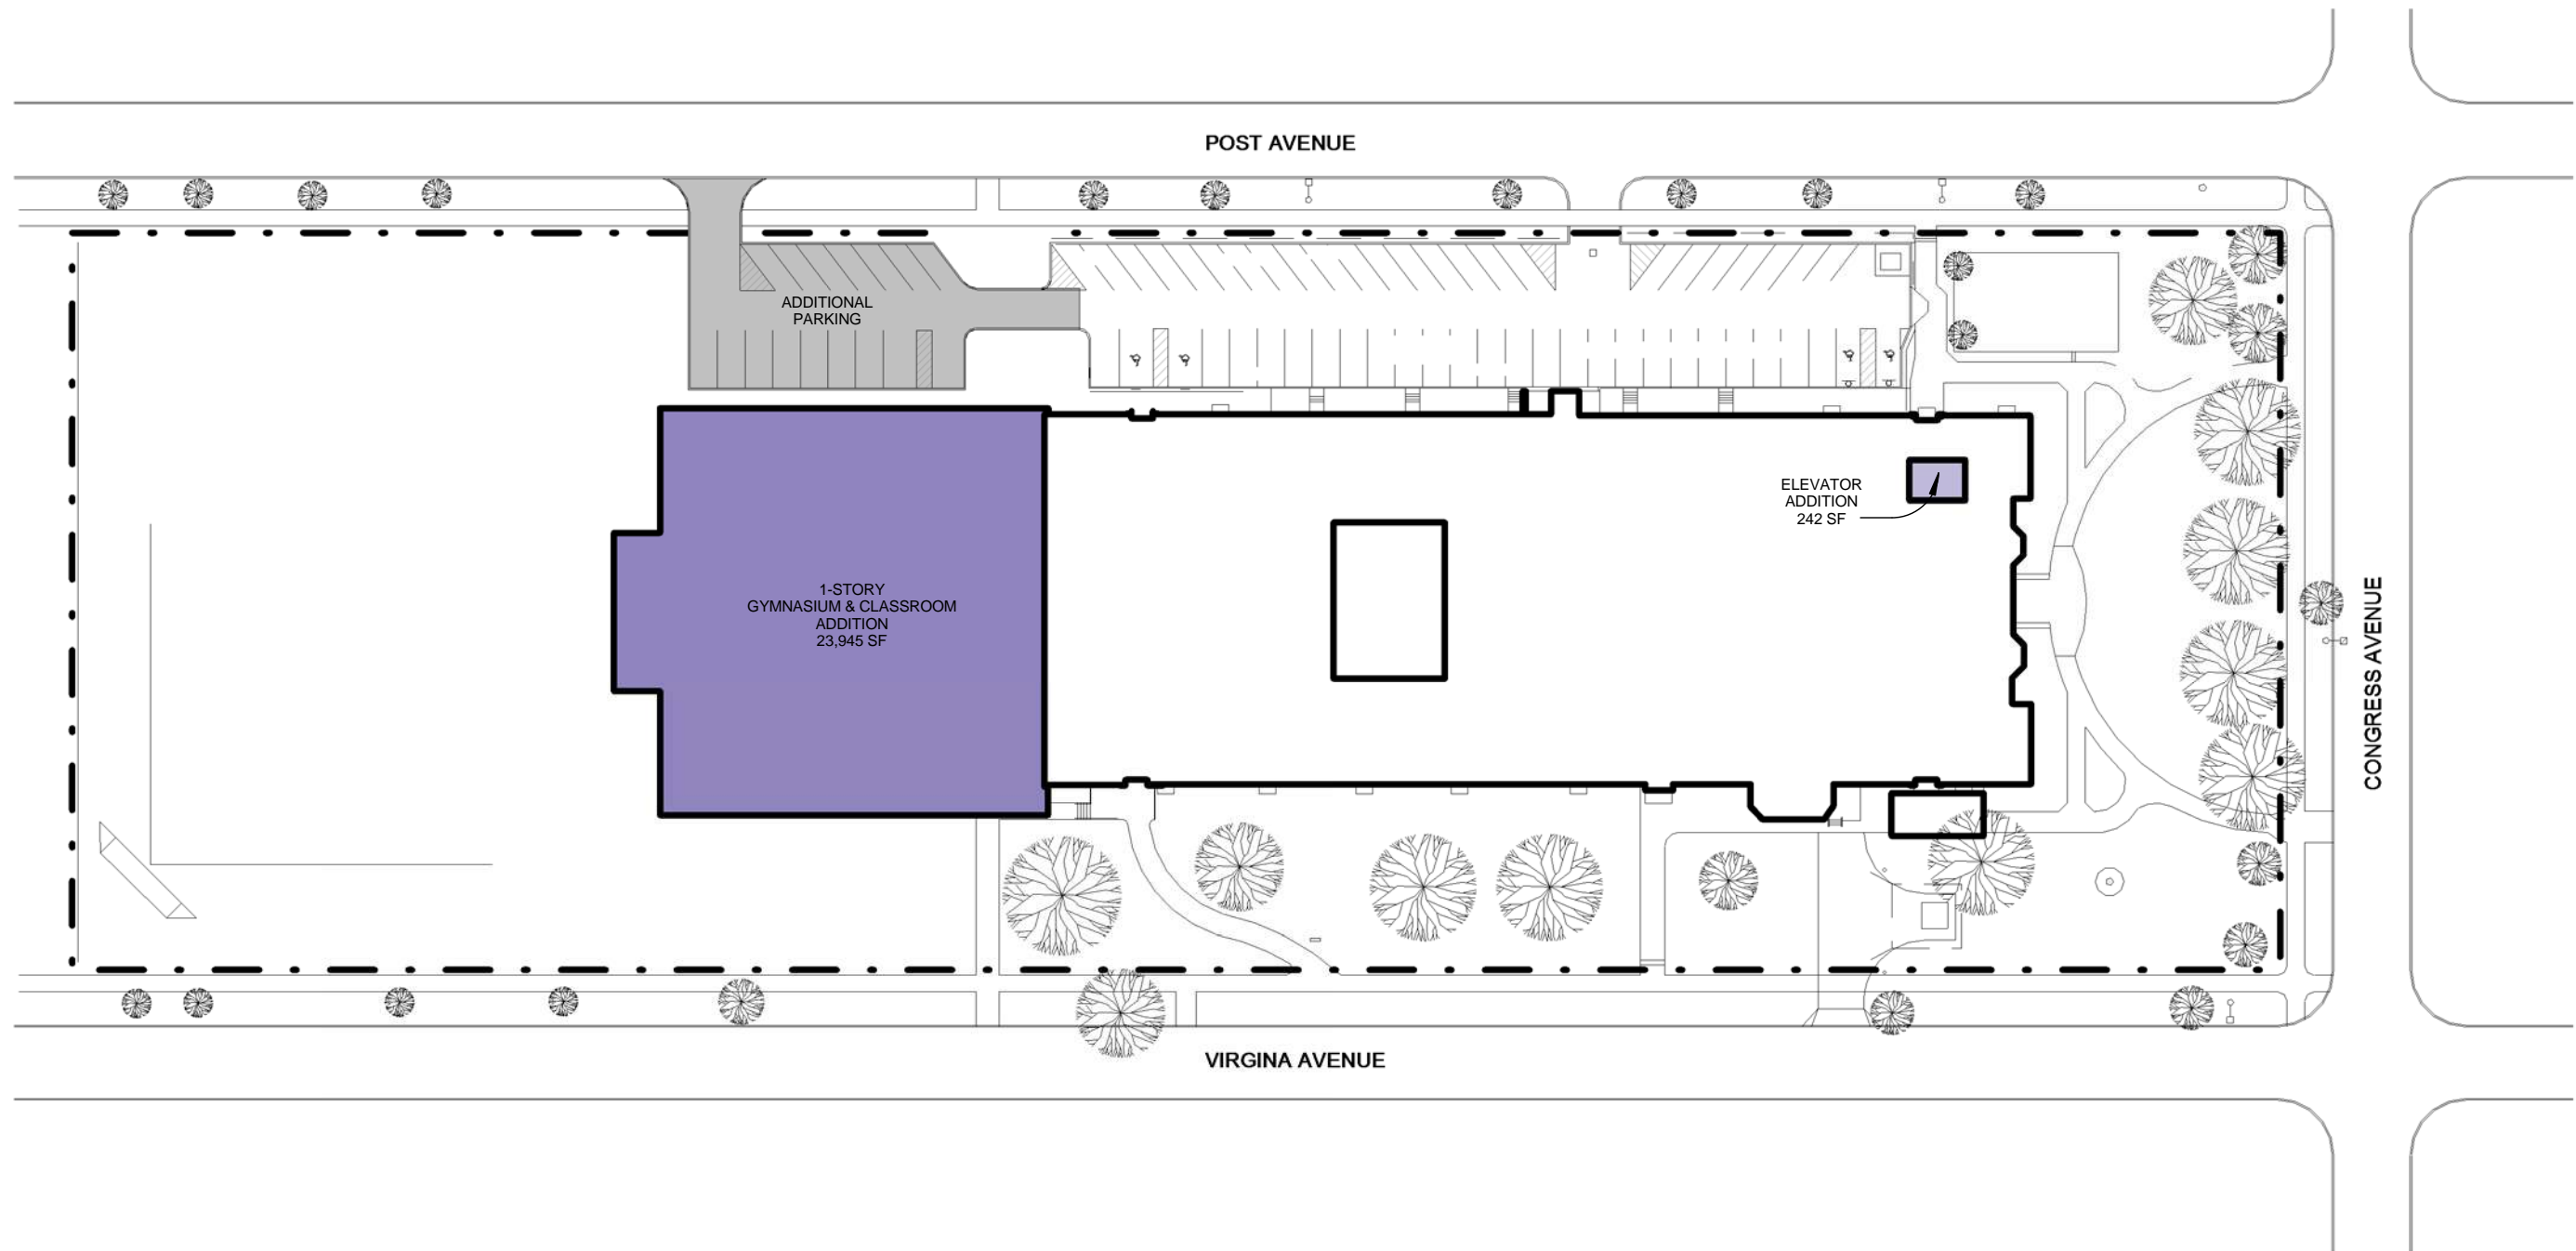 POST AVENUE
ADDITIONAL
PARKING
ELEVATOR
ADDITION
242 SF
1-STORY
GYMNASIUM & CLASSROOM
ADDITION
23,945 SF
CONGRESS AVENUE
VIRGINA AVENUE